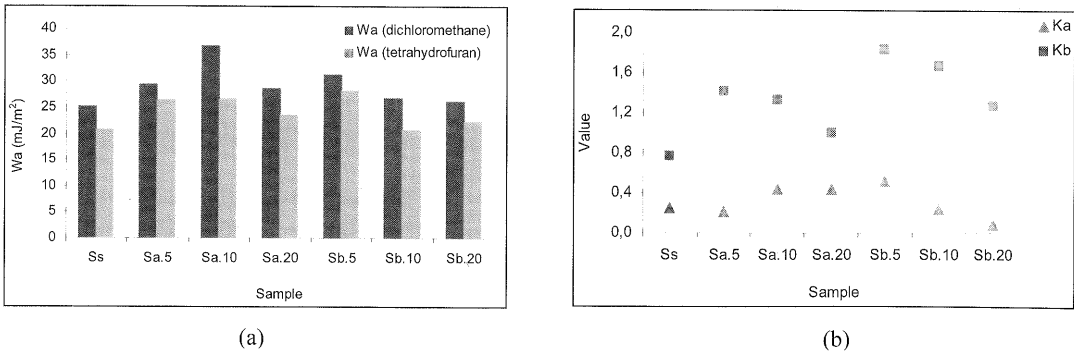 40
35
30
25
20
15
10
5
0
Wa (mJ/m²)
Wa (dichloromethane)
Wa (tetrahydrofuran)
Ss Sa.5 Sa.10 Sa.20 Sb.5 Sb.10 Sb.20
Sample
(a)
2,0
1,6
1,2
0,8
0,4
0,0
Value
Ka
Kb
Ss Sa.5 Sa.10 Sa.20 Sb.5 Sb.10 Sb.20
Sample
(b)